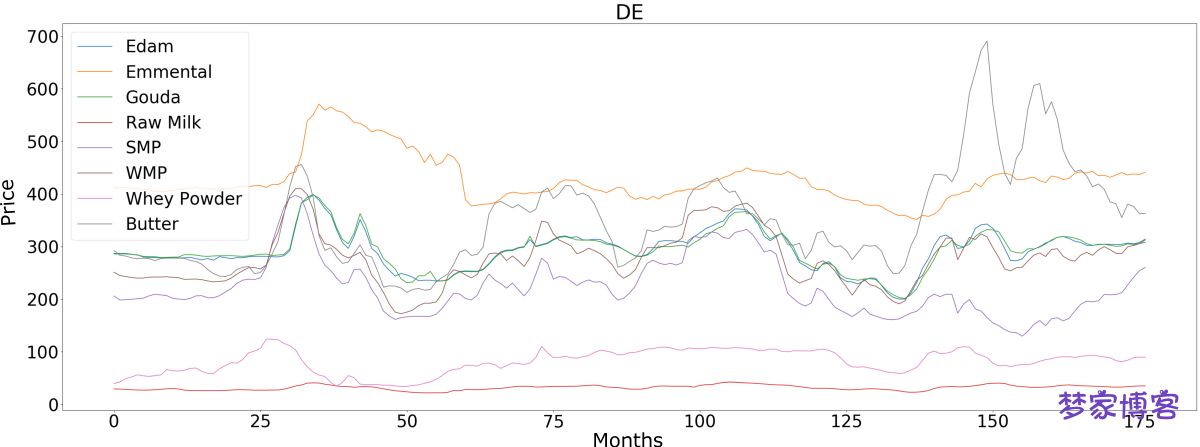 DE
700
600
500
400
300
200
100
0
Price
Edam
Emmental
Gouda
Raw Milk
SMP
WMP
Whey Powder
Butter
0 25 50 75 100 125 150 175
Months
梦家博客